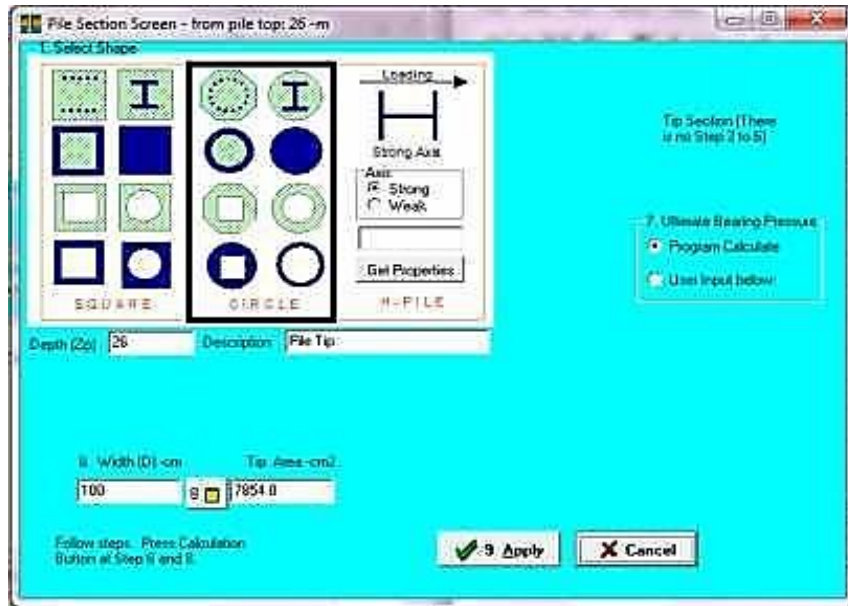 Pile Section Screen - from pile top: 26 -m
1. Select Shape
Loading
Strong Axis
Axis
Strong
Weak
Get Properties
SQUARE
CIRCLE
H-PILE
Tip Section (There
is no Step 2 to 5)
7. Ultimate Bearing Pressure
Program Calculate
User Input below:
Depth (Zp)
26
Description
Pile Tip
Width (D) -cm
Tip Area -cm2
100
8
7854.0
Follow steps. Press Calculation
Button at Step 6 and 8.
9 Apply
Cancel